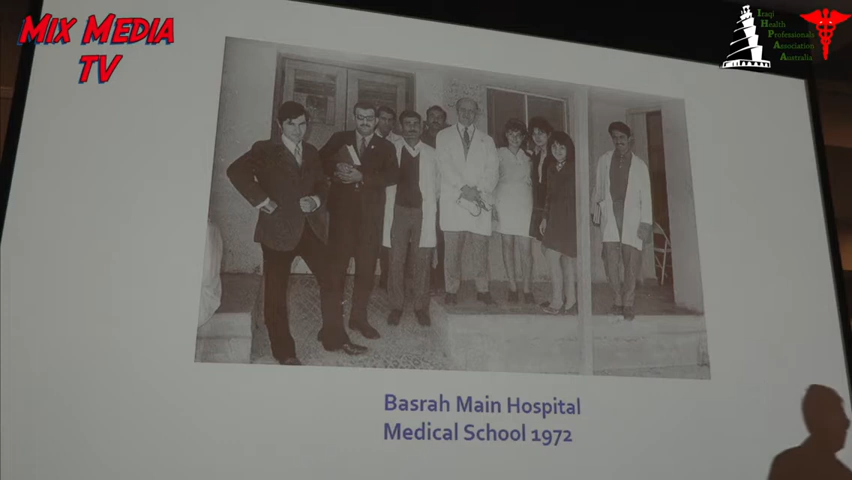 MIX MEDIA
TV
Iraqi
Health
Professionals
Association
Australia
Basrah Main Hospital
Medical School 1972